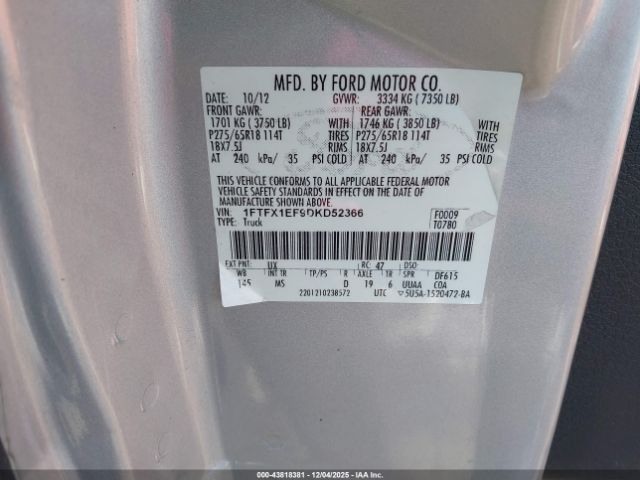 MFD. BY FORD MOTOR CO.
DATE: 10/12 GVWR: 3334 KG ( 7350 LB)
FRONT GAWR: REAR GAWR:
1701 KG ( 3750 LB) WITH 1746 KG ( 3850 LB) WITH
P275/65R18 114T TIRES P275/65R18 114T TIRES
18X7.5J RIMS 18X7.5J RIMS
AT 240 kPa/ 35 PSI COLD AT 240 kPa/ 35 PSI COLD
THIS VEHICLE CONFORMS TO ALL APPLICABLE FEDERAL MOTOR
VEHICLE SAFETY STANDARDS IN EFFECT ON THE DATE OF
MANUFACTURE SHOWN ABOVE.
VIN: 1FTFX1EF9DKD52366 F0009
TYPE: Truck T0780
EXT PNT: UX RC: 47 DSO:
WB INT TR TP/PS R AXLE TR SPR DF615
145 MS D 19 6 UUAA COA
2201210238572 UTC ▽5U5A-1520472-BA
000-43818381 - 12/04/2025 - IAA Inc.